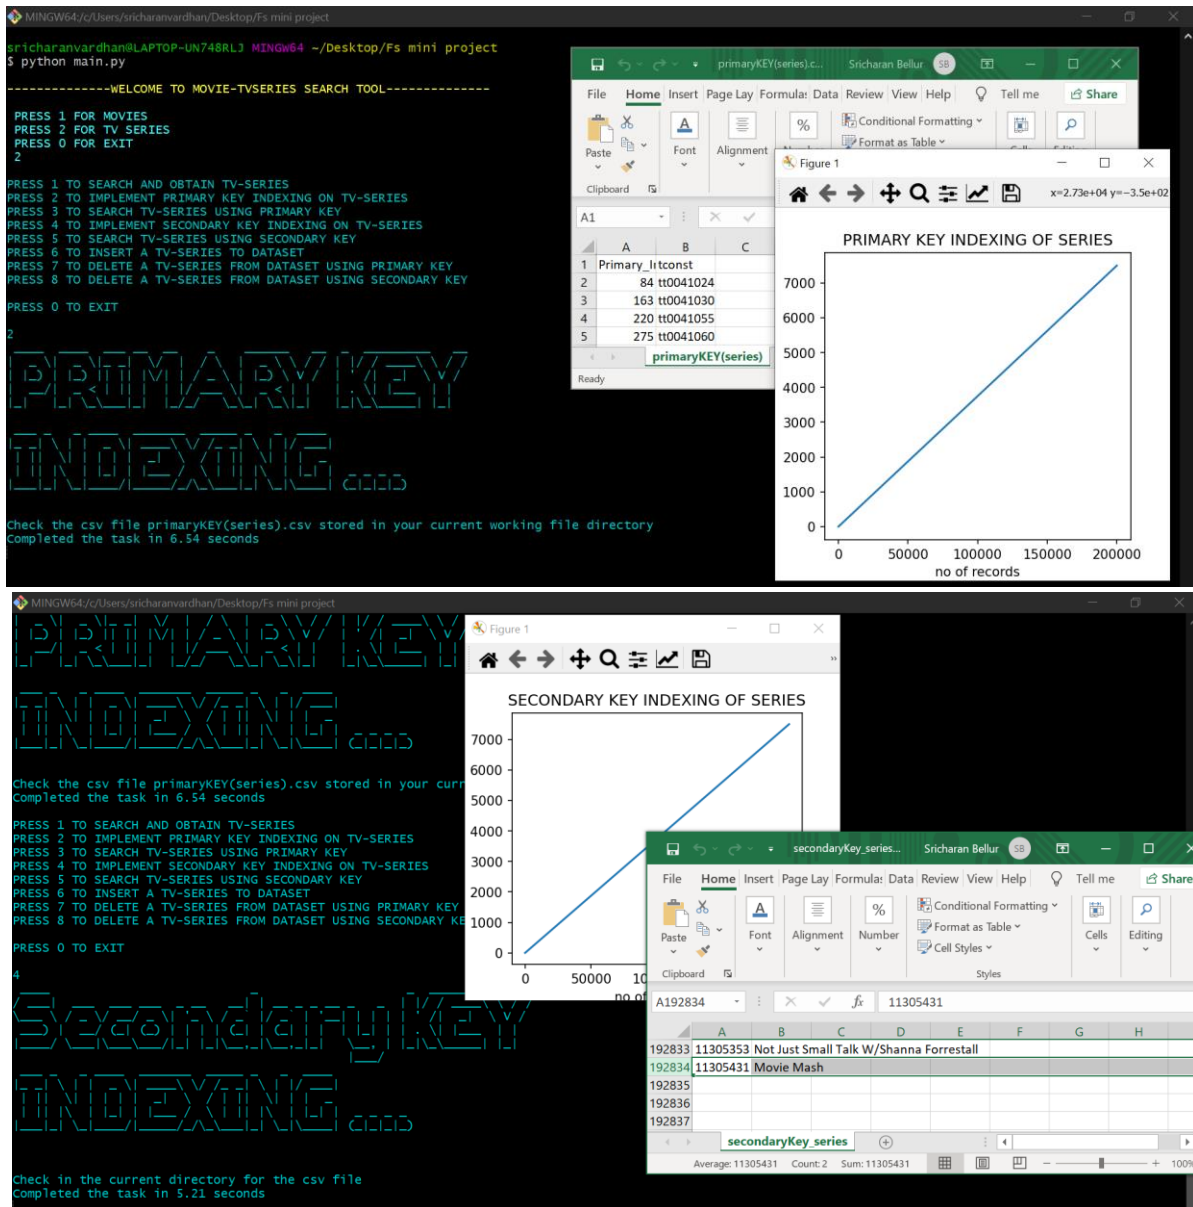 MINGW64:/c/Users/sricharanvardhan/Desktop/Fs mini project
sricharanvardhan@LAPTOP-UN748RLJ MINGW64 ~/Desktop/Fs mini project
$ python main.py
--------------WELCOME TO MOVIE-TVSERIES SEARCH TOOL--------------
PRESS 1 FOR MOVIES
PRESS 2 FOR TV SERIES
PRESS 0 FOR EXIT
2
PRESS 1 TO SEARCH AND OBTAIN TV-SERIES
PRESS 2 TO IMPLEMENT PRIMARY KEY INDEXING ON TV-SERIES
PRESS 3 TO SEARCH TV-SERIES USING PRIMARY KEY
PRESS 4 TO IMPLEMENT SECONDARY KEY INDEXING ON TV-SERIES
PRESS 5 TO SEARCH TV-SERIES USING SECONDARY KEY
PRESS 6 TO INSERT A TV-SERIES TO DATASET
PRESS 7 TO DELETE A TV-SERIES FROM DATASET USING PRIMARY KEY
PRESS 8 TO DELETE A TV-SERIES FROM DATASET USING SECONDARY KEY
PRESS 0 TO EXIT
2
PRIMARY KEY
INDEXING....
Check the csv file primaryKEY(series).csv stored in your current working file directory
Completed the task in 6.54 seconds
primaryKEY(series).c... Sricharan Bellur SB
File Home Insert Page Lay Formula: Data Review View Help Tell me Share
Paste Font Alignment % Conditional Formatting
Format as Table
Clipboard
A1
A B C
1 Primary_I tconst
2 84 tt0041024
3 163 tt0041030
4 220 tt0041055
5 275 tt0041060
primaryKEY(series)
Ready
Figure 1
x=2.73e+04 y=-3.5e+02
PRIMARY KEY INDEXING OF SERIES
7000
6000
5000
4000
3000
2000
1000
0
0 50000 100000 150000 200000
no of records
MINGW64:/c/Users/sricharanvardhan/Desktop/Fs mini project
PRIMARY KEY
INDEXING....
Check the csv file primaryKEY(series).csv stored in your curr
Completed the task in 6.54 seconds
PRESS 1 TO SEARCH AND OBTAIN TV-SERIES
PRESS 2 TO IMPLEMENT PRIMARY KEY INDEXING ON TV-SERIES
PRESS 3 TO SEARCH TV-SERIES USING PRIMARY KEY
PRESS 4 TO IMPLEMENT SECONDARY KEY INDEXING ON TV-SERIES
PRESS 5 TO SEARCH TV-SERIES USING SECONDARY KEY
PRESS 6 TO INSERT A TV-SERIES TO DATASET
PRESS 7 TO DELETE A TV-SERIES FROM DATASET USING PRIMARY KEY
PRESS 8 TO DELETE A TV-SERIES FROM DATASET USING SECONDARY KE
PRESS 0 TO EXIT
4
Secondary KEY
INDEXING....
Check in the current directory for the csv file
Completed the task in 5.21 seconds
Figure 1
SECONDARY KEY INDEXING OF SERIES
7000
6000
5000
4000
3000
2000
1000
0
0 50000 10
no of
secondaryKey_series... Sricharan Bellur SB
File Home Insert Page Lay Formula: Data Review View Help Tell me Share
Paste Font Alignment Number Conditional Formatting Cells Editing
Format as Table
Cell Styles
Clipboard Styles
A192834 fx 11305431
A B C D E F G H
192833 11305353 Not Just Small Talk W/Shanna Forrestall
192834 11305431 Movie Mash
192835
192836
192837
secondaryKey_series
Average: 11305431 Count: 2 Sum: 11305431 100%